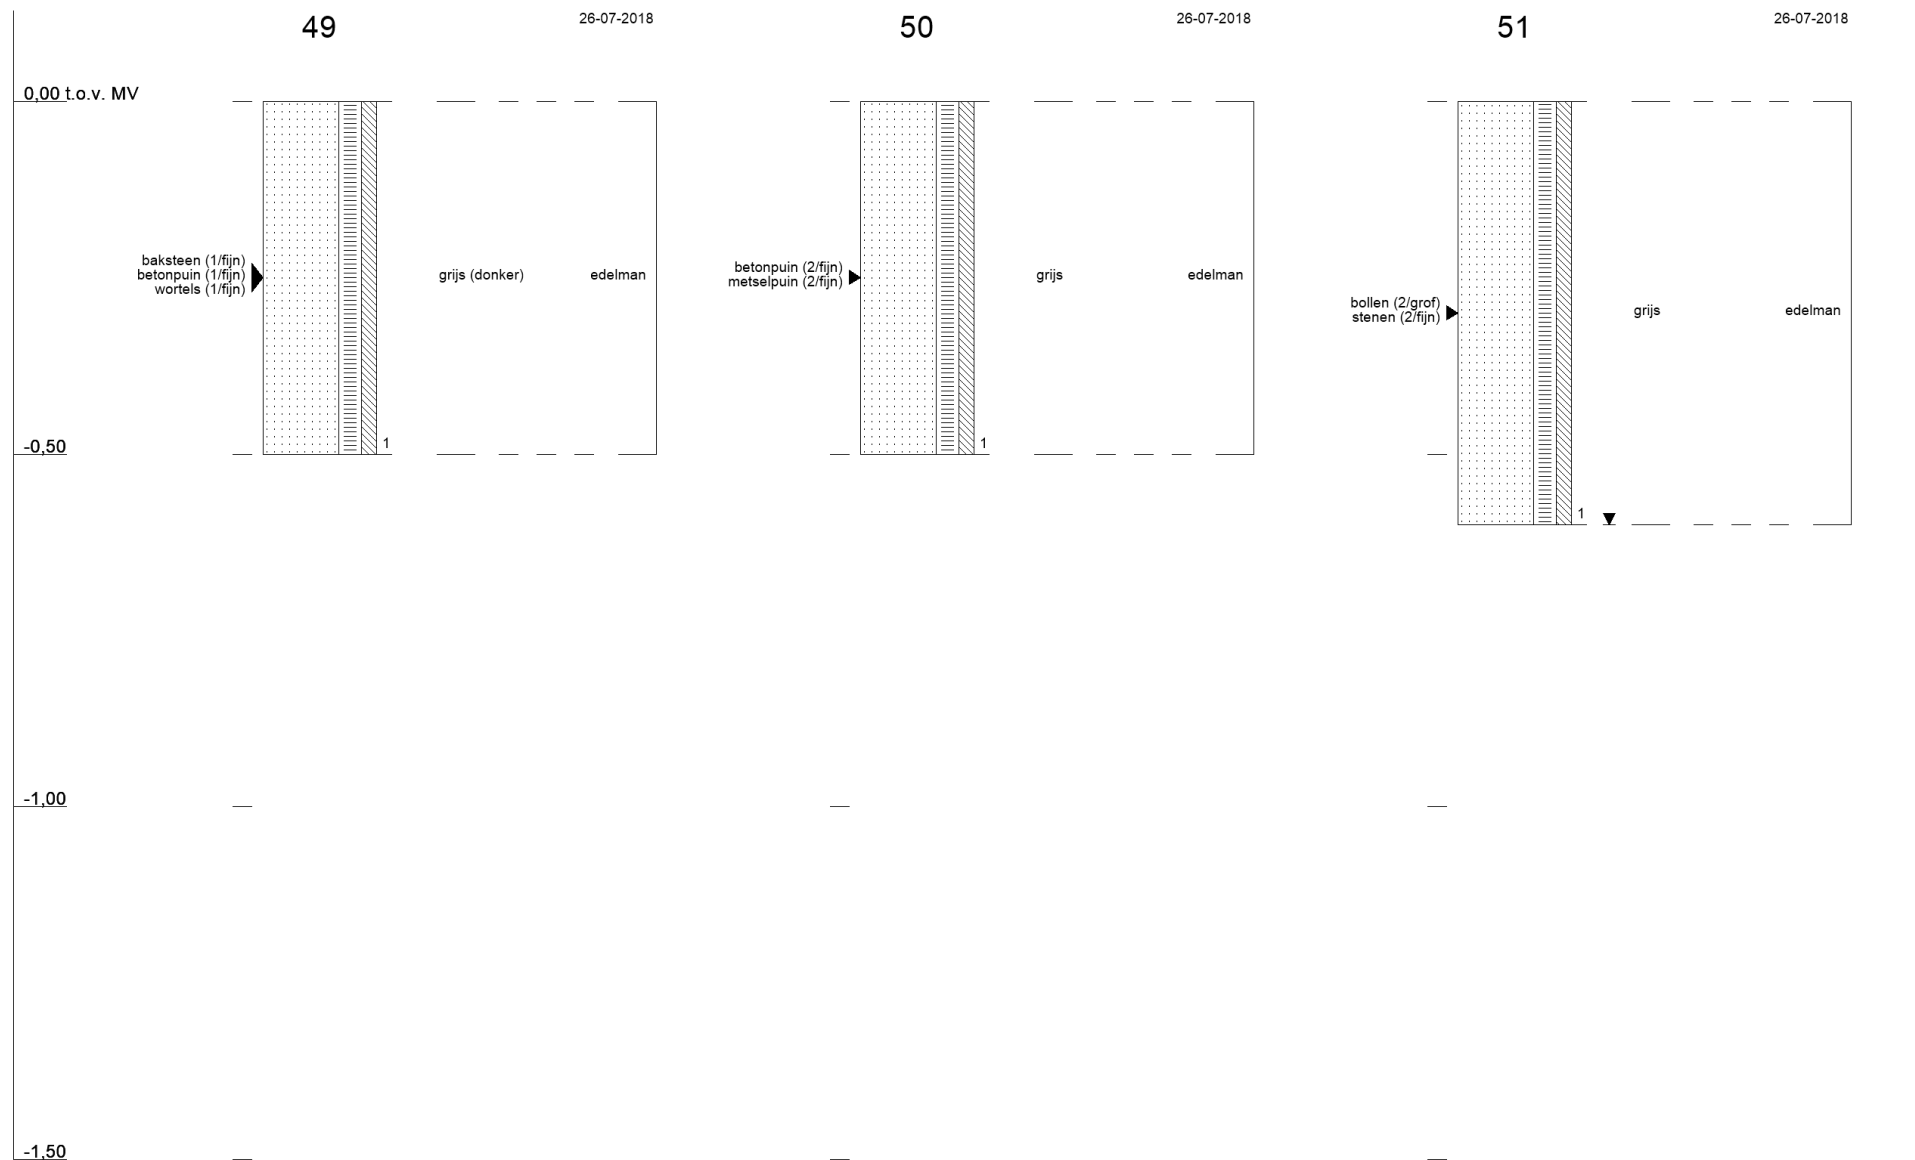 49
26-07-2018
50
26-07-2018
51
26-07-2018
0,00 t.o.v. MV
baksteen (1/fijn)
betonpuin (1/fijn)
wortels (1/fijn)
grijs (donker)
edelman
betonpuin (2/fijn)
metselpuin (2/fijn)
grijs
edelman
bollen (2/grof)
stenen (2/fijn)
grijs
edelman
-0,50
1
1
1
-1,00
-1,50